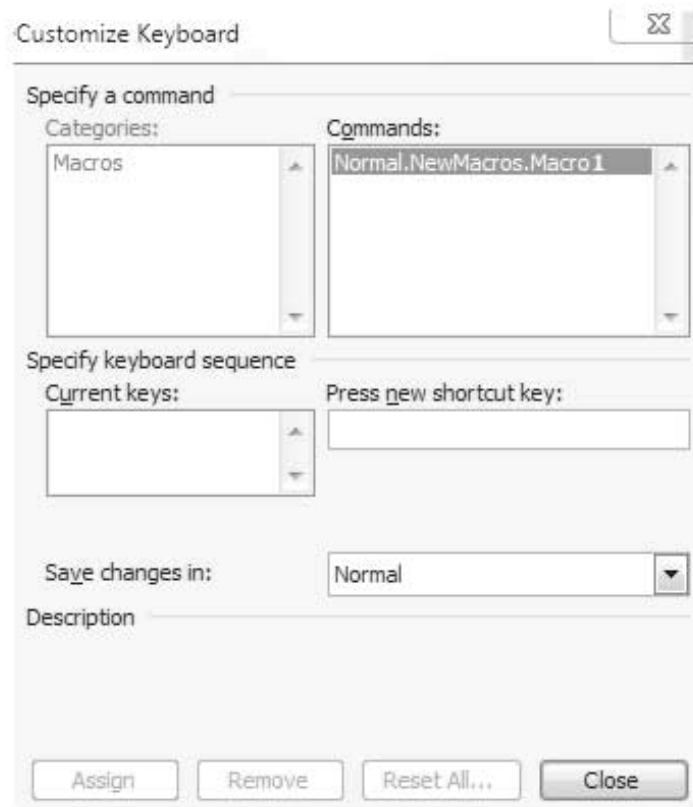 Customize Keyboard
Specify a command
Categories:
Commands:
Macros
Normal.NewMacros.Macro1
Specify keyboard sequence
Current keys:
Press new shortcut key:
Save changes in:
Normal
Description
Assign
Remove
Reset All...
Close